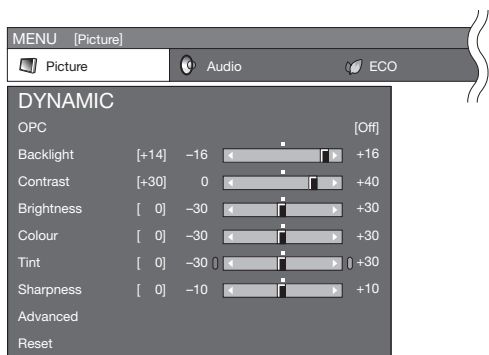 MENU [Picture]
Picture Audio ECO
DYNAMIC
OPC [Off]
Backlight [+14] –16 +16
Contrast [+30] 0 +40
Brightness [ 0] –30 +30
Colour [ 0] –30 +30
Tint [ 0] –30 +30
Sharpness [ 0] –10 +10
Advanced
Reset